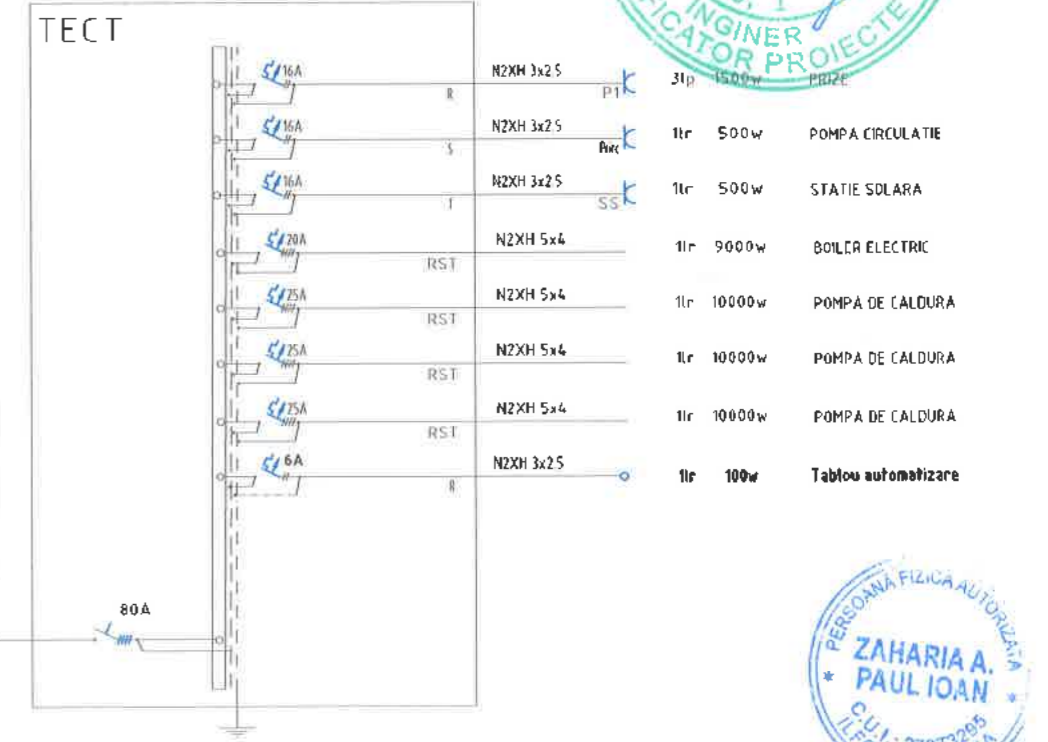 TECT
INGINER
PROIECTE
16A N2XH 3x2.5 R P1 3lp 1500w PRIZE
16A N2XH 3x2.5 S 1lr 500w POMPA CIRCULATIE
16A N2XH 3x2.5 T SS 1lr 500w STATIE SOLARA
20A N2XH 5x4 RST 1lr 9000w BOILER ELECTRIC
25A N2XH 5x4 RST 1lr 10000w POMPA DE CALDURA
25A N2XH 5x4 RST 1lr 10000w POMPA DE CALDURA
25A N2XH 5x4 RST 1lr 10000w POMPA DE CALDURA
6A N2XH 3x2.5 R 1lr 100w Tablou automatizare
80A
PERSOANA FIZICA AUTORIZATA
ZAHARIA A.
PAUL IOAN
C.U.I.